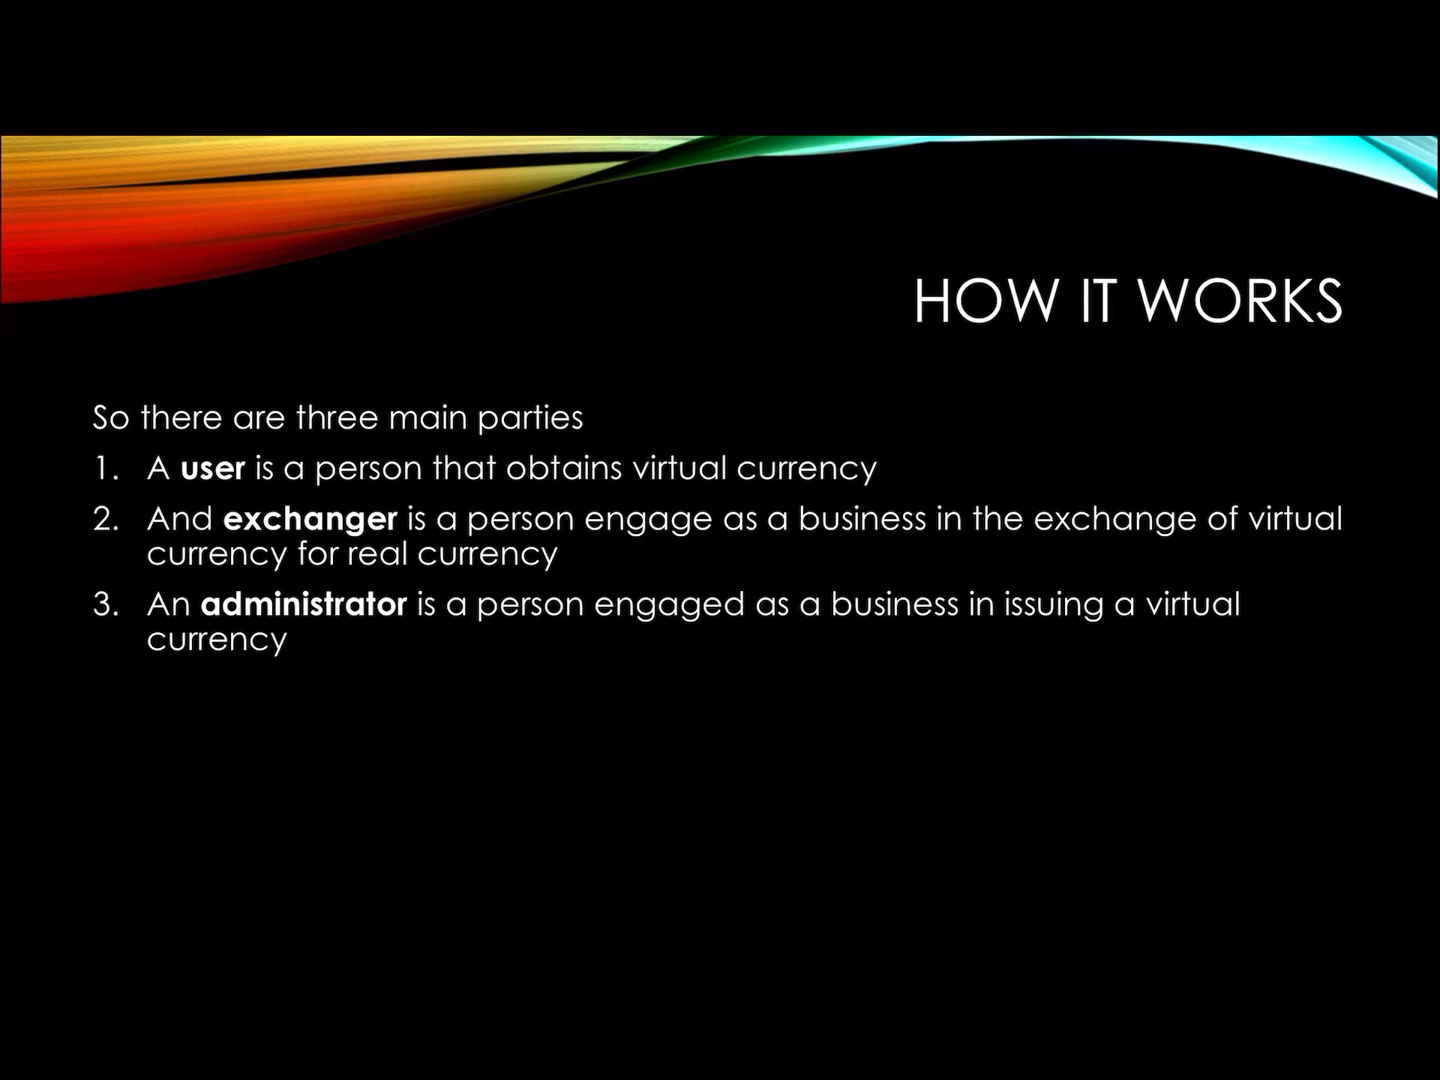 HOW IT WORKS
So there are three main parties
1. A user is a person that obtains virtual currency
2. And exchanger is a person engage as a business in the exchange of virtual
currency for real currency
3. An administrator is a person engaged as a business in issuing a virtual
currency